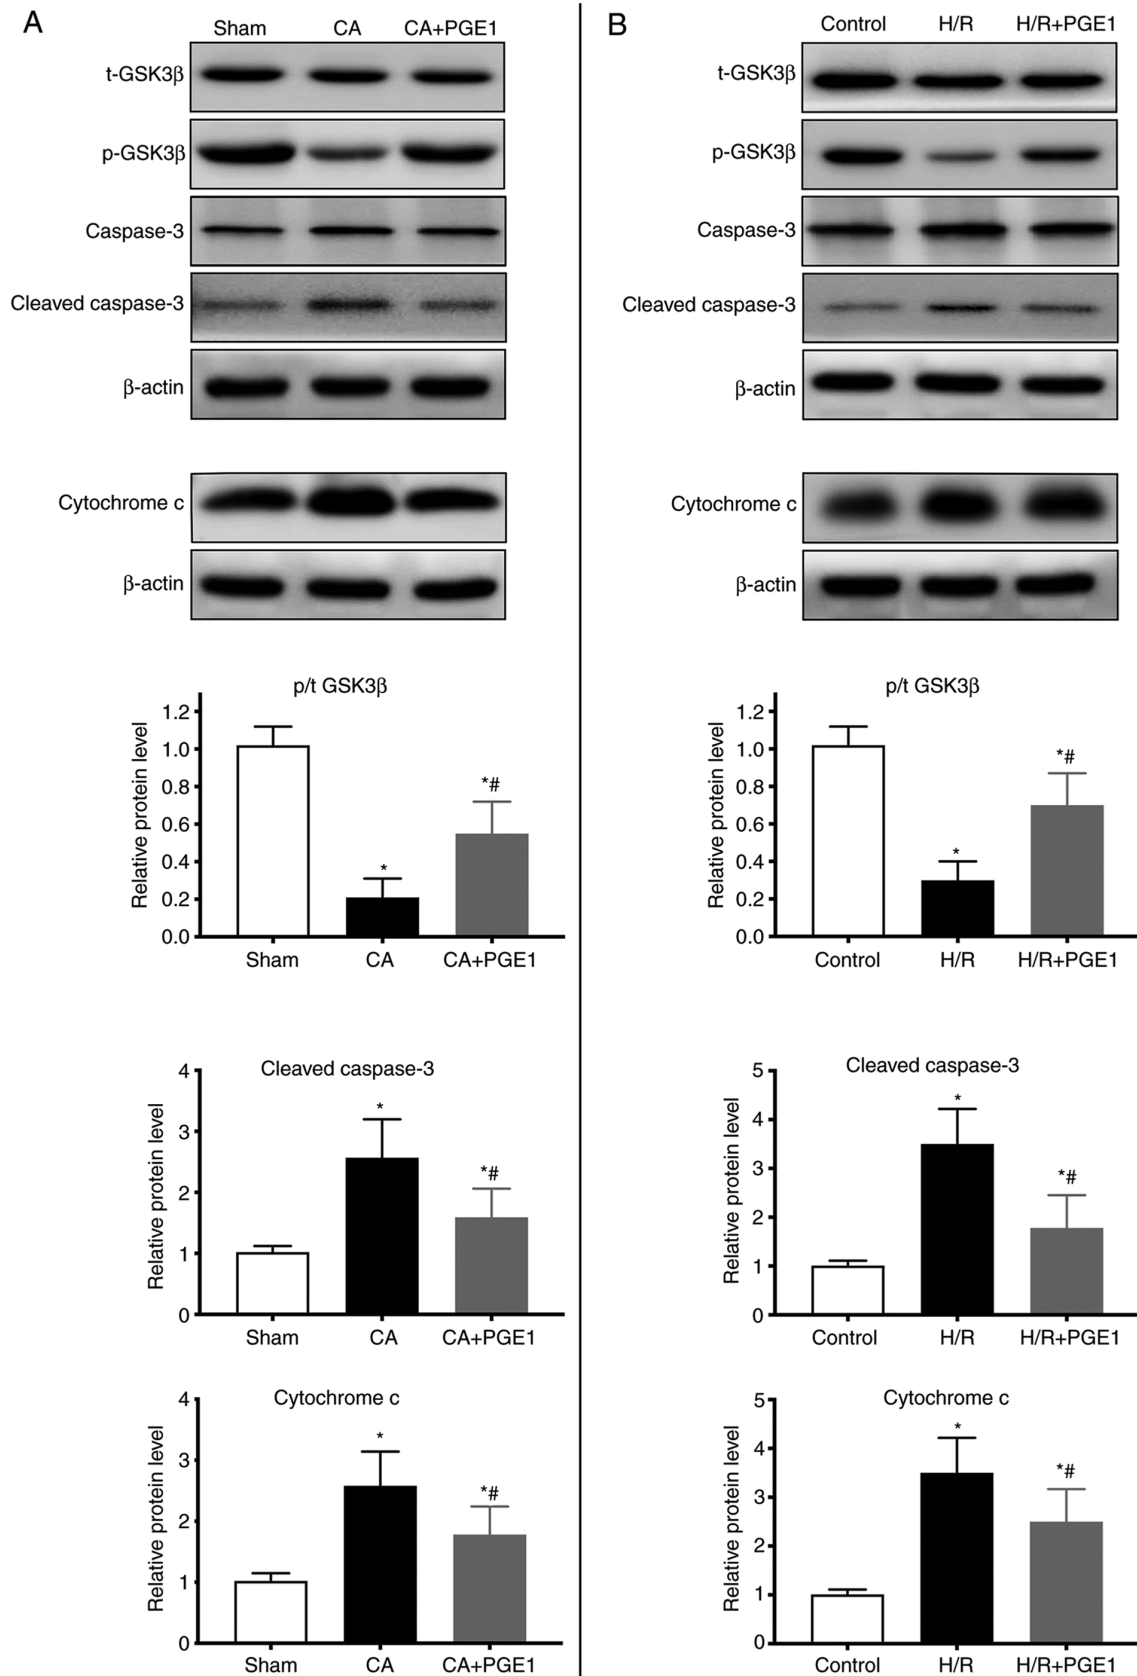 A
Sham CA CA+PGE1
t-GSK3β
p-GSK3β
Caspase-3
Cleaved caspase-3
β-actin
Cytochrome c
β-actin
p/t GSK3β
Relative protein level
1.2
1.0
0.8
0.6
0.4
0.2
0.0
*
*#
Sham CA CA+PGE1
Cleaved caspase-3
Relative protein level
4
3
2
1
0
*
*#
Sham CA CA+PGE1
Cytochrome c
Relative protein level
4
3
2
1
0
*
*#
Sham CA CA+PGE1
B
Control H/R H/R+PGE1
t-GSK3β
p-GSK3β
Caspase-3
Cleaved caspase-3
β-actin
Cytochrome c
β-actin
p/t GSK3β
Relative protein level
1.2
1.0
0.8
0.6
0.4
0.2
0.0
*
*#
Control H/R H/R+PGE1
Cleaved caspase-3
Relative protein level
5
4
3
2
1
0
*
*#
Control H/R H/R+PGE1
Cytochrome c
Relative protein level
5
4
3
2
1
0
*
*#
Control H/R H/R+PGE1